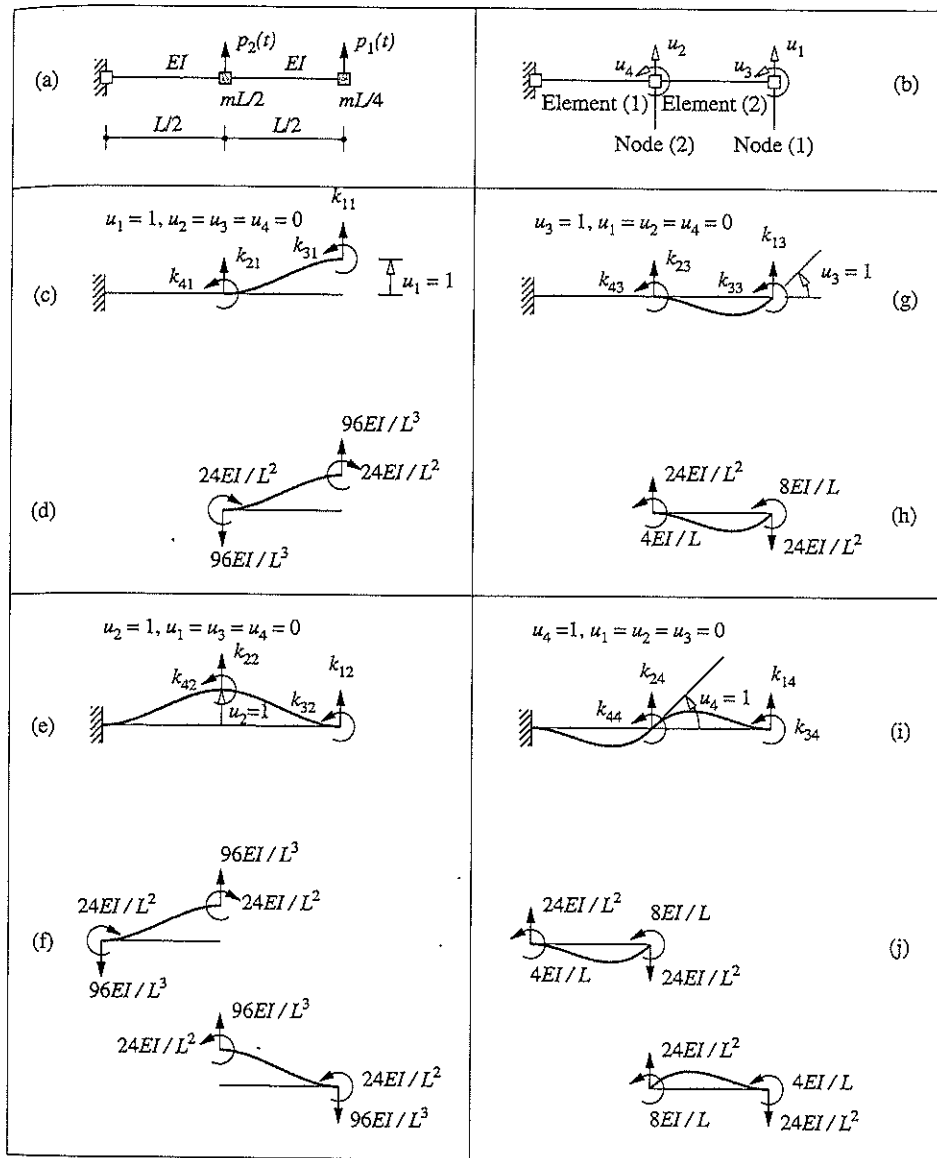 (a)
EI
p₂(t)
EI
p₁(t)
mL/2
mL/4
L/2
L/2
(b)
u₂
u₁
u₄
u₃
Element (1)
Element (2)
Node (2)
Node (1)
(c)
u₁ = 1, u₂ = u₃ = u₄ = 0
k₁₁
k₂₁
k₃₁
k₄₁
u₁ = 1
(g)
u₃ = 1, u₁ = u₂ = u₄ = 0
k₁₃
k₂₃
k₄₃
k₃₃
u₃ = 1
(d)
96EI / L³
24EI / L²
24EI / L²
96EI / L³
(h)
24EI / L²
8EI / L
4EI / L
24EI / L²
(e)
u₂ = 1, u₁ = u₃ = u₄ = 0
k₂₂
k₁₂
k₄₂
k₃₂
u₂=1
(i)
u₄ =1, u₁ = u₂ = u₃ = 0
k₂₄
k₁₄
k₄₄
u₄ = 1
k₃₄
(f)
96EI / L³
24EI / L²
24EI / L²
96EI / L³
96EI / L³
24EI / L²
24EI / L²
96EI / L³
(j)
24EI / L²
8EI / L
4EI / L
24EI / L²
24EI / L²
4EI / L
8EI / L
24EI / L²